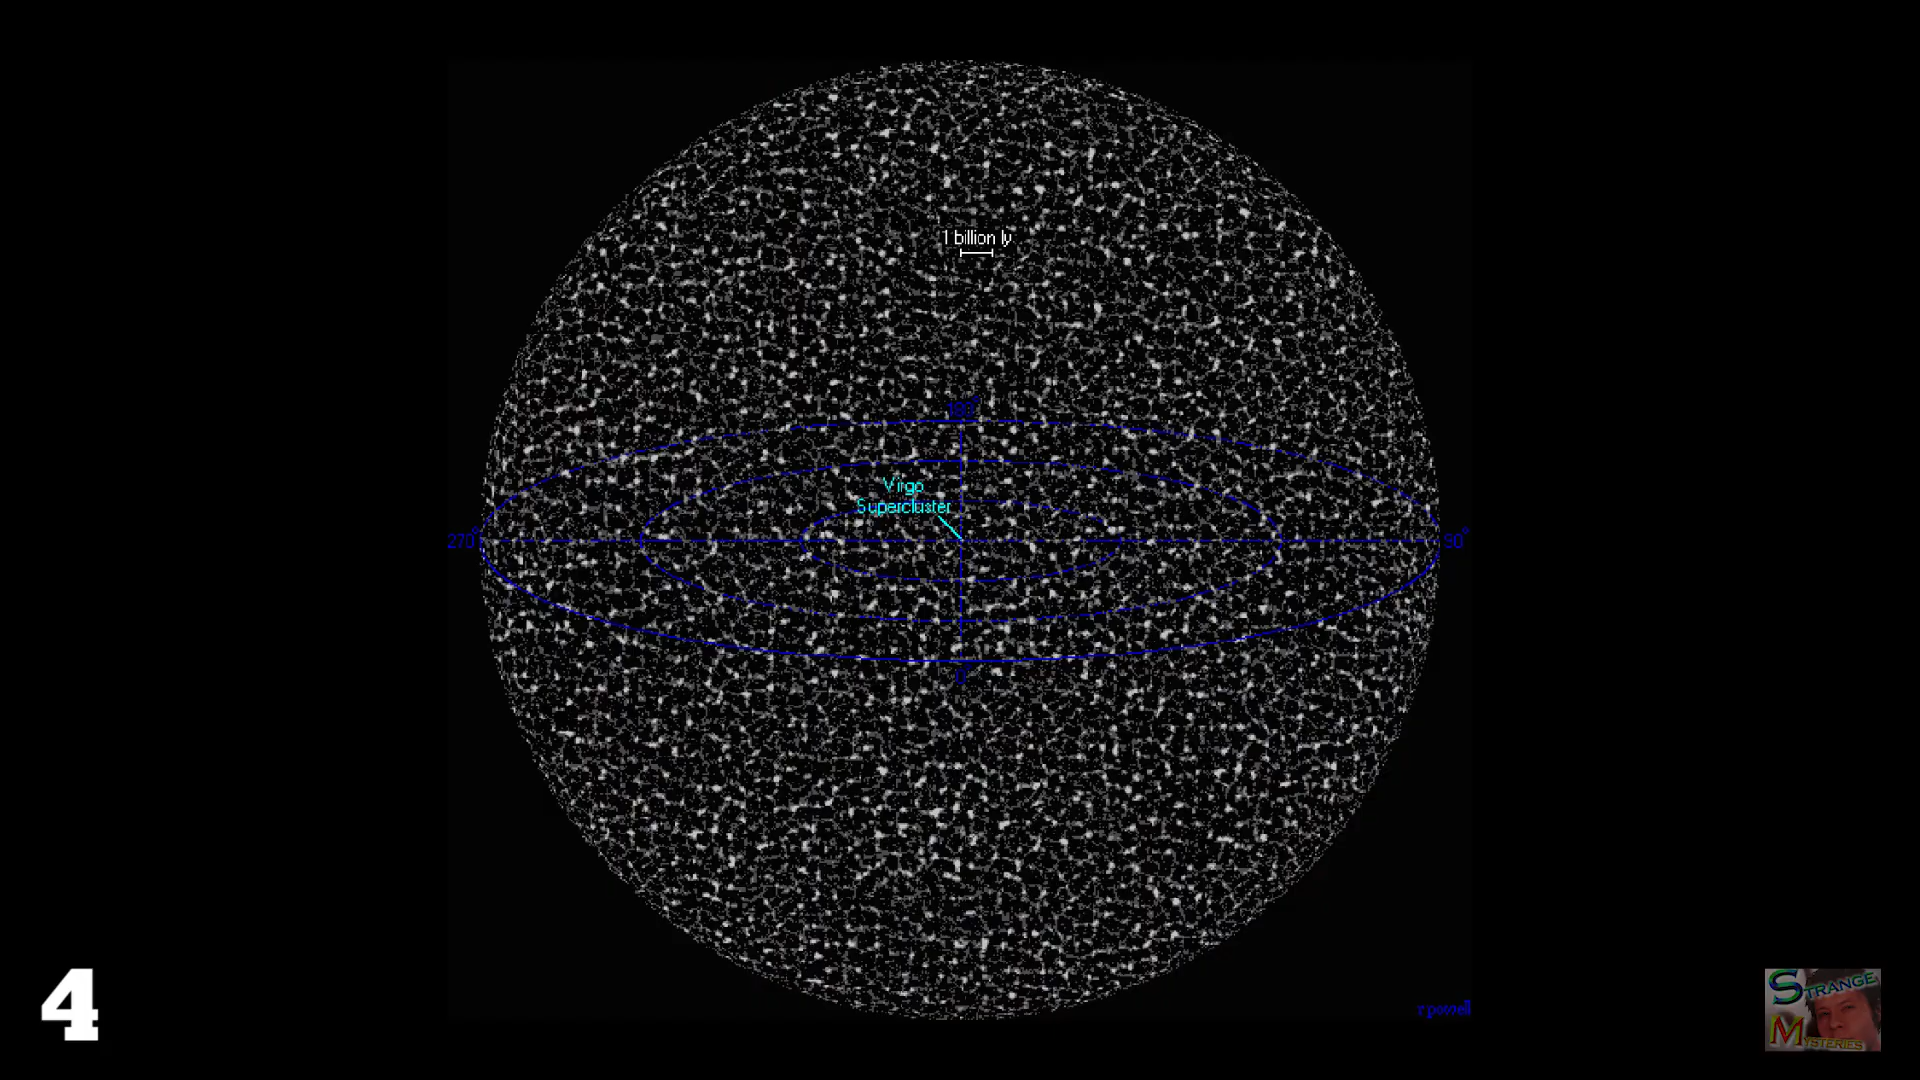 1 billion ly
180°
Virgo
Supercluster
270°
90°
0°
r powell
4
STRANGE
MYSTERIES